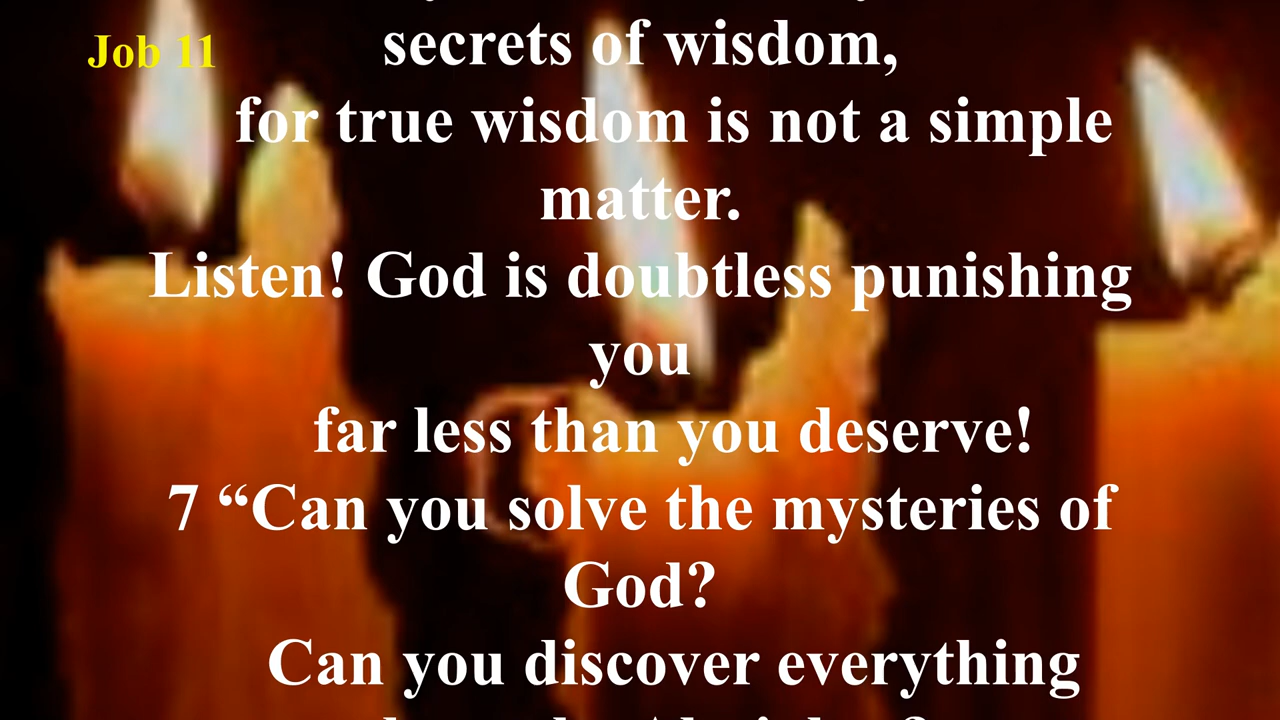 Job 11
secrets of wisdom,
for true wisdom is not a simple
matter.
Listen! God is doubtless punishing
you
far less than you deserve!
7 “Can you solve the mysteries of
God?
Can you discover everything